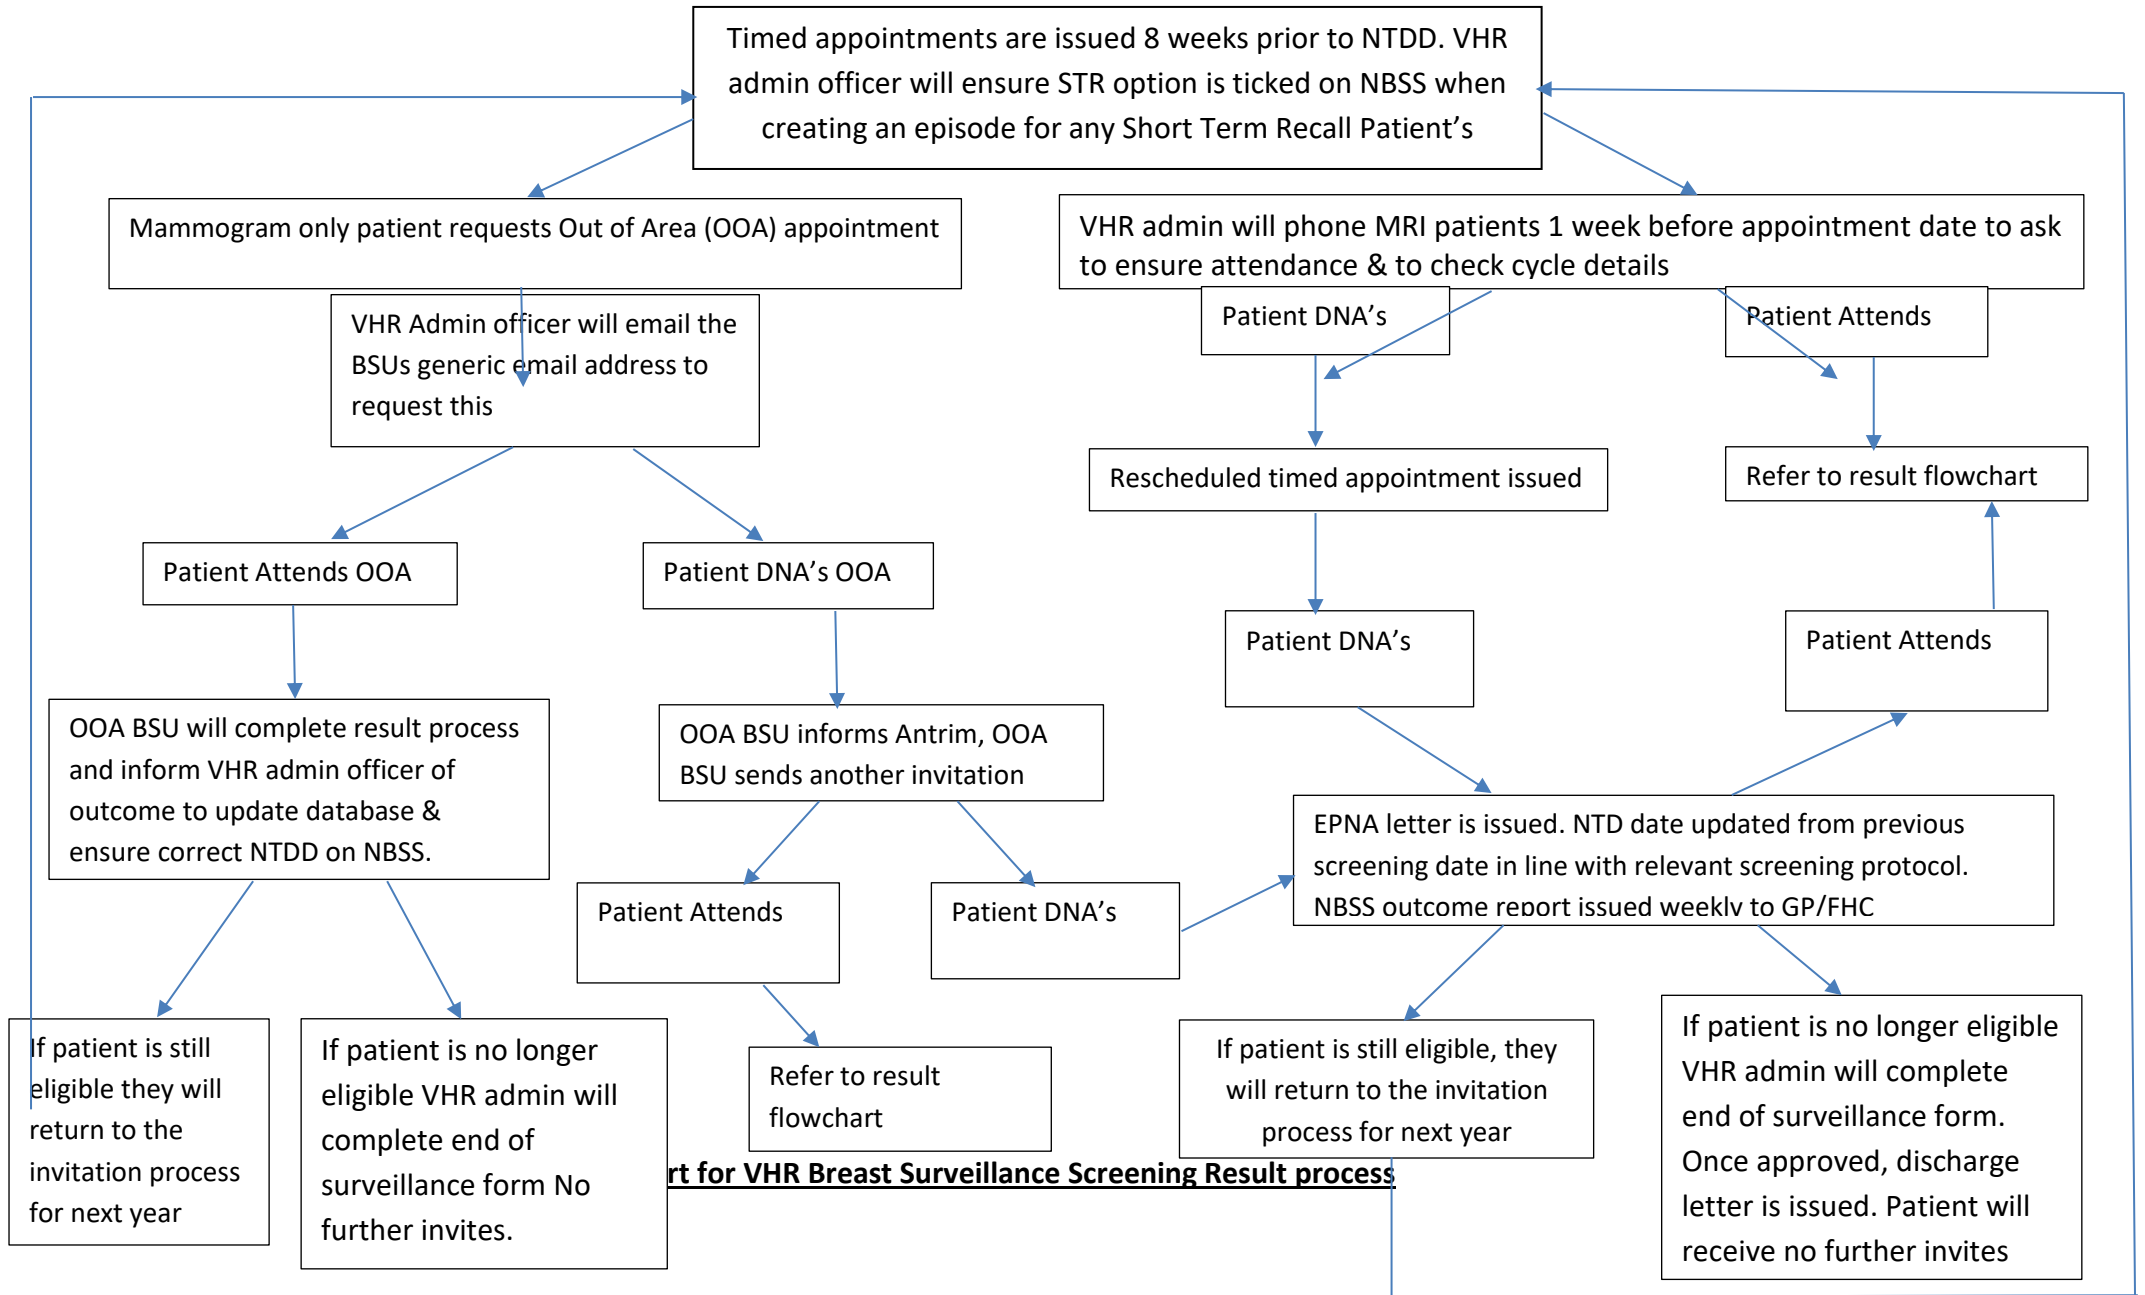 Timed appointments are issued 8 weeks prior to NTDD. VHR
admin officer will ensure STR option is ticked on NBSS when
creating an episode for any Short Term Recall Patient’s
Mammogram only patient requests Out of Area (OOA) appointment
VHR admin will phone MRI patients 1 week before appointment date to ask
to ensure attendance & to check cycle details
VHR Admin officer will email the
BSUs generic email address to
request this
Patient DNA’s
Patient Attends
Rescheduled timed appointment issued
Refer to result flowchart
Patient Attends OOA
Patient DNA’s OOA
Patient DNA’s
Patient Attends
OOA BSU will complete result process
and inform VHR admin officer of
outcome to update database &
ensure correct NTDD on NBSS.
OOA BSU informs Antrim, OOA
BSU sends another invitation
EPNA letter is issued. NTD date updated from previous
screening date in line with relevant screening protocol.
NBSS outcome report issued weekly to GP/FHC
Patient Attends
Patient DNA’s
If patient is still
eligible they will
return to the
invitation process
for next year
If patient is no longer
eligible VHR admin will
complete end of
surveillance form No
further invites.
Refer to result
flowchart
If patient is still eligible, they
will return to the invitation
process for next year
If patient is no longer eligible
VHR admin will complete
end of surveillance form.
Once approved, discharge
letter is issued. Patient will
receive no further invites
rt for VHR Breast Surveillance Screening Result process